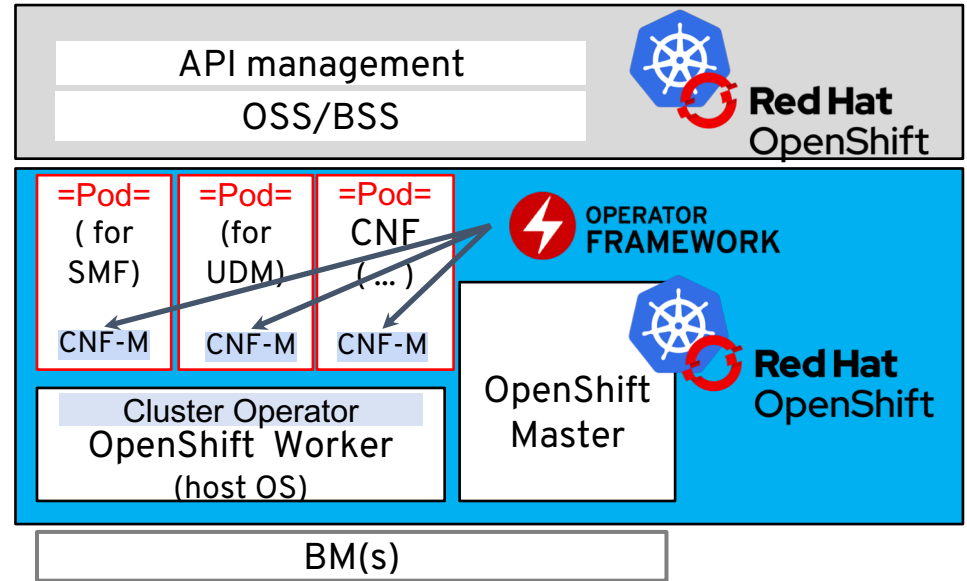 API management
OSS/BSS
Red Hat
OpenShift
=Pod=
( for
SMF)
CNF-M
=Pod=
(for
UDM)
CNF-M
=Pod=
CNF
( ... )
CNF-M
OPERATOR
FRAMEWORK
Cluster Operator
OpenShift Worker
(host OS)
OpenShift
Master
Red Hat
OpenShift
BM(s)